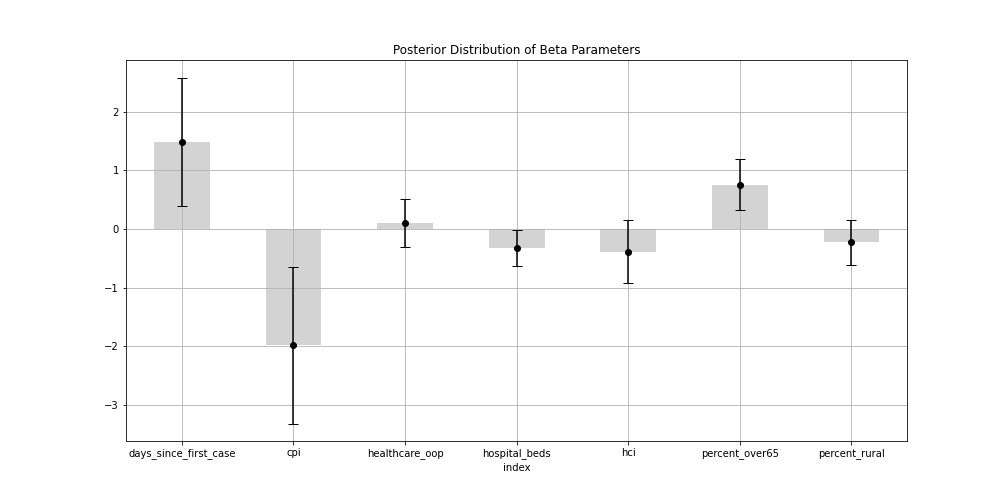 Posterior Distribution of Beta Parameters
2
1
0
−1
−2
−3
days_since_first_case cpi healthcare_oop hospital_beds hci percent_over65 percent_rural
index